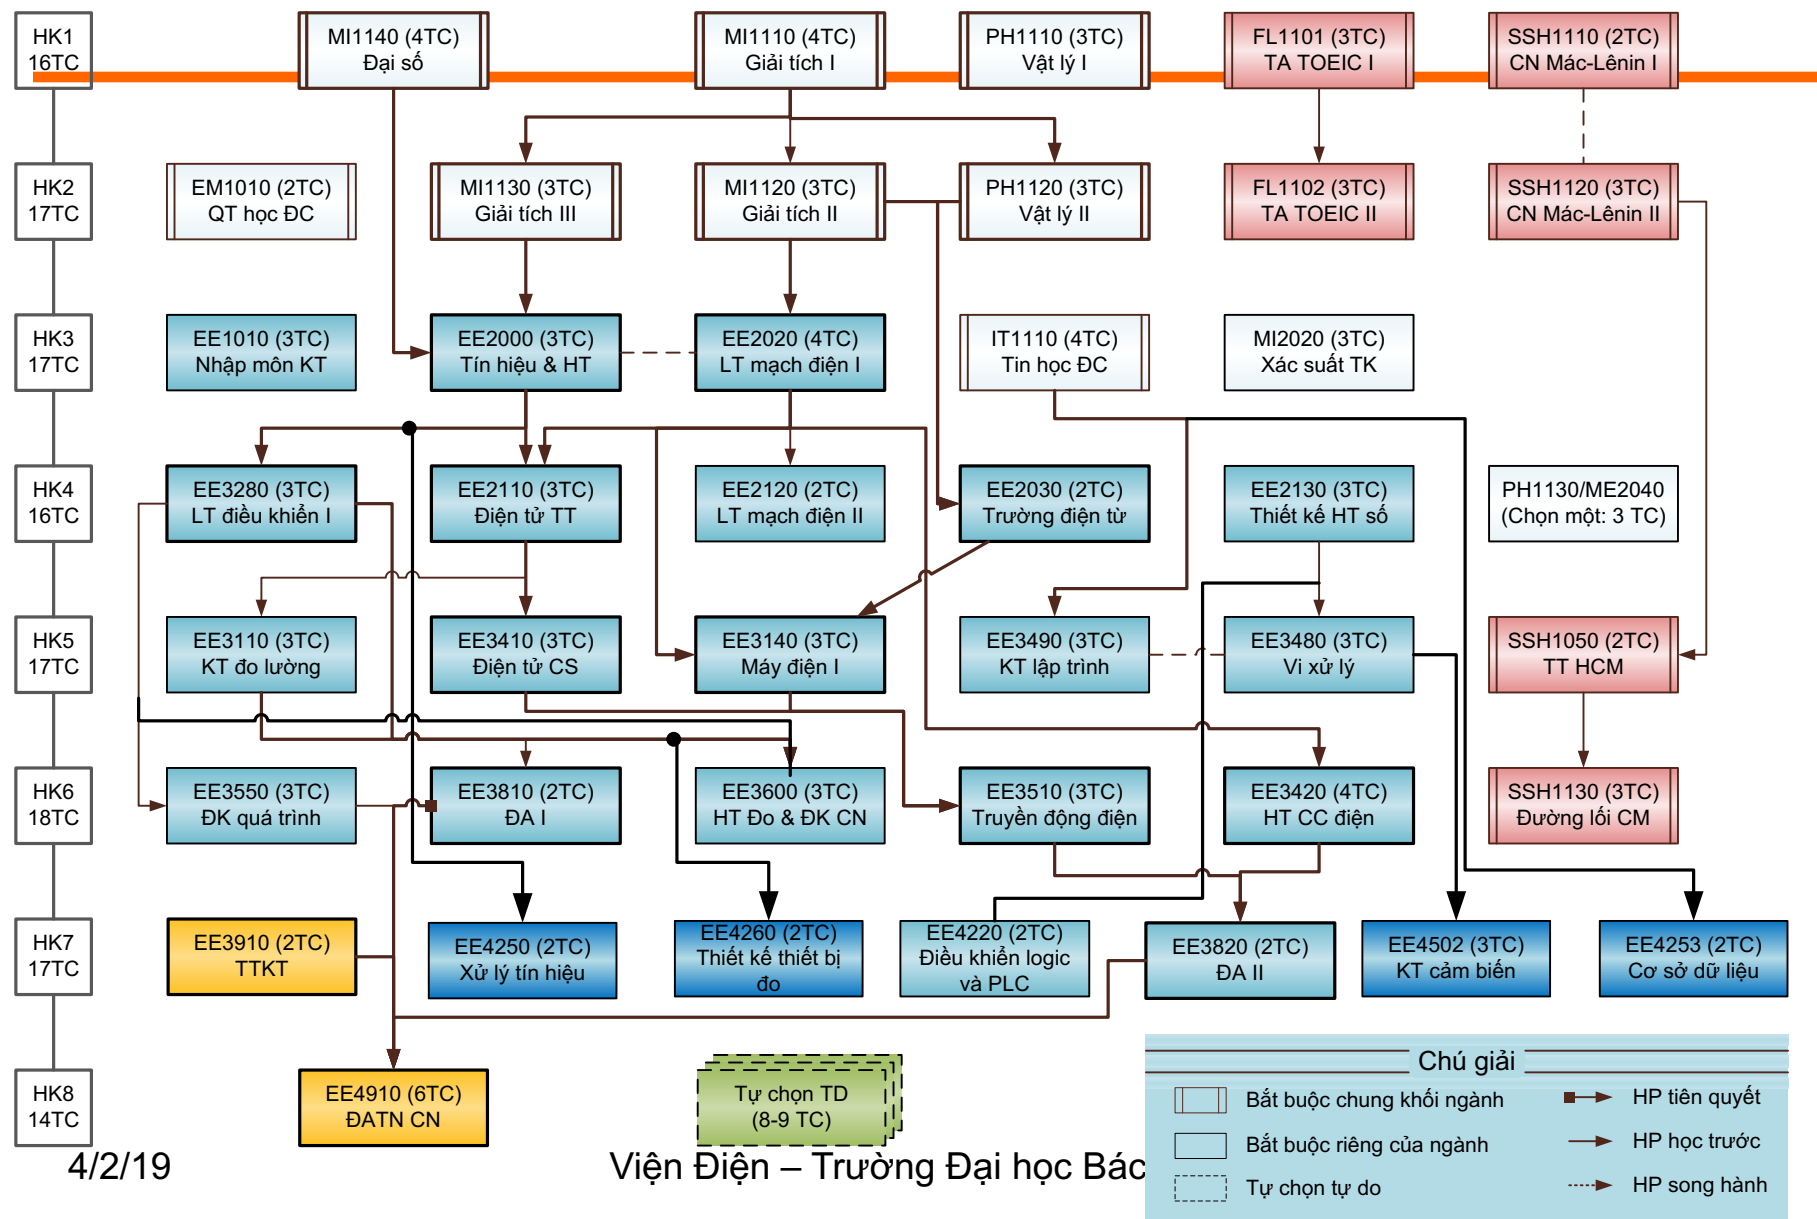 HK1
16TC
MI1140 (4TC)
Đại số
MI1110 (4TC)
Giải tích I
PH1110 (3TC)
Vật lý I
FL1101 (3TC)
TA TOEIC I
SSH1110 (2TC)
CN Mác-Lênin I
HK2
17TC
EM1010 (2TC)
QT học ĐC
MI1130 (3TC)
Giải tích III
MI1120 (3TC)
Giải tích II
PH1120 (3TC)
Vật lý II
FL1102 (3TC)
TA TOEIC II
SSH1120 (3TC)
CN Mác-Lênin II
HK3
17TC
EE1010 (3TC)
Nhập môn KT
EE2000 (3TC)
Tín hiệu & HT
EE2020 (4TC)
LT mạch điện I
IT1110 (4TC)
Tin học ĐC
MI2020 (3TC)
Xác suất TK
HK4
16TC
EE3280 (3TC)
LT điều khiển I
EE2110 (3TC)
Điện tử TT
EE2120 (2TC)
LT mạch điện II
EE2030 (2TC)
Trường điện từ
EE2130 (3TC)
Thiết kế HT số
PH1130/ME2040
(Chọn một: 3 TC)
HK5
17TC
EE3110 (3TC)
KT đo lường
EE3410 (3TC)
Điện tử CS
EE3140 (3TC)
Máy điện I
EE3490 (3TC)
KT lập trình
EE3480 (3TC)
Vi xử lý
SSH1050 (2TC)
TT HCM
HK6
18TC
EE3550 (3TC)
ĐK quá trình
EE3810 (2TC)
ĐA I
EE3600 (3TC)
HT Đo & ĐK CN
EE3510 (3TC)
Truyền động điện
EE3420 (4TC)
HT CC điện
SSH1130 (3TC)
Đường lối CM
HK7
17TC
EE3910 (2TC)
TTKT
EE4250 (2TC)
Xử lý tín hiệu
EE4260 (2TC)
Thiết kế thiết bị
đo
EE4220 (2TC)
Điều khiển logic
và PLC
EE3820 (2TC)
ĐA II
EE4502 (3TC)
KT cảm biến
EE4253 (2TC)
Cơ sở dữ liệu
HK8
14TC
EE4910 (6TC)
ĐATN CN
Tự chọn TD
(8-9 TC)
Chú giải
Bắt buộc chung khối ngành
HP tiên quyết
Bắt buộc riêng của ngành
HP học trước
Tự chọn tự do
HP song hành
4/2/19
Viện Điện – Trường Đại học Bác